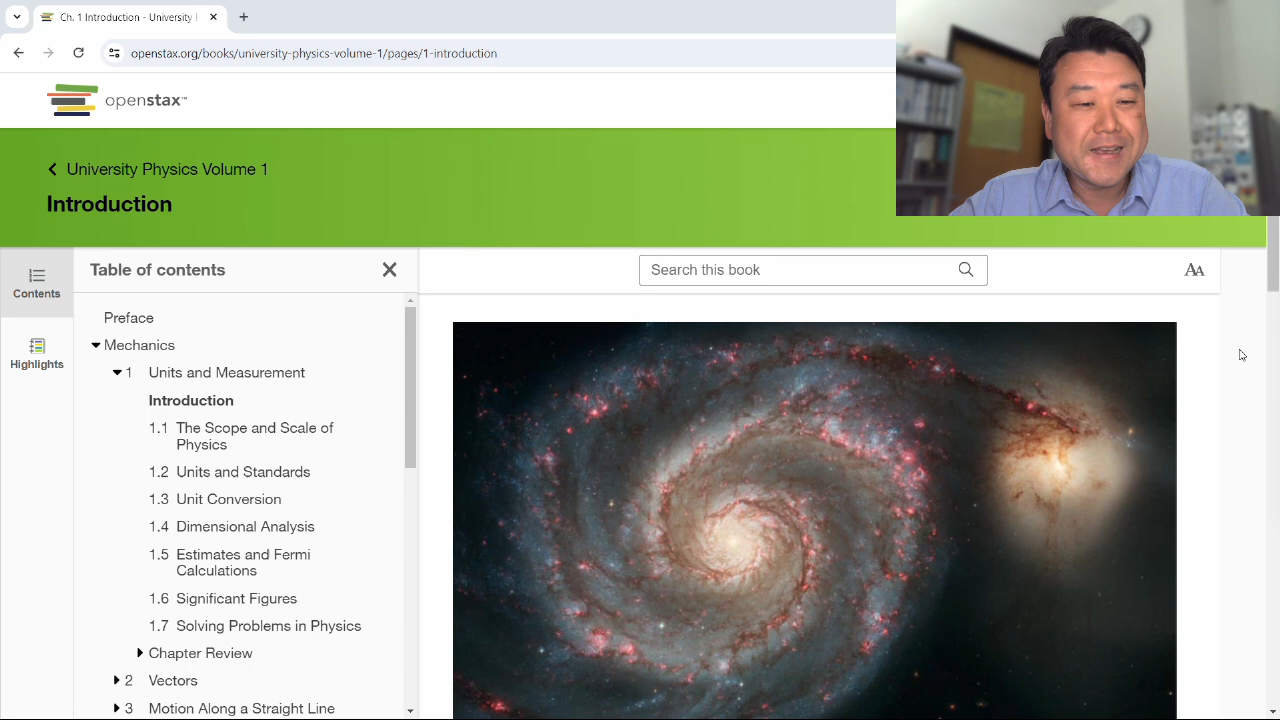 Ch. 1 Introduction - University
openstax.org/books/university-physics-volume-1/pages/1-introduction
openstax™
University Physics Volume 1
Introduction
Contents
Highlights
Table of contents
Search this book
AA
Preface
Mechanics
1 Units and Measurement
Introduction
1.1 The Scope and Scale of
Physics
1.2 Units and Standards
1.3 Unit Conversion
1.4 Dimensional Analysis
1.5 Estimates and Fermi
Calculations
1.6 Significant Figures
1.7 Solving Problems in Physics
Chapter Review
2 Vectors
3 Motion Along a Straight Line